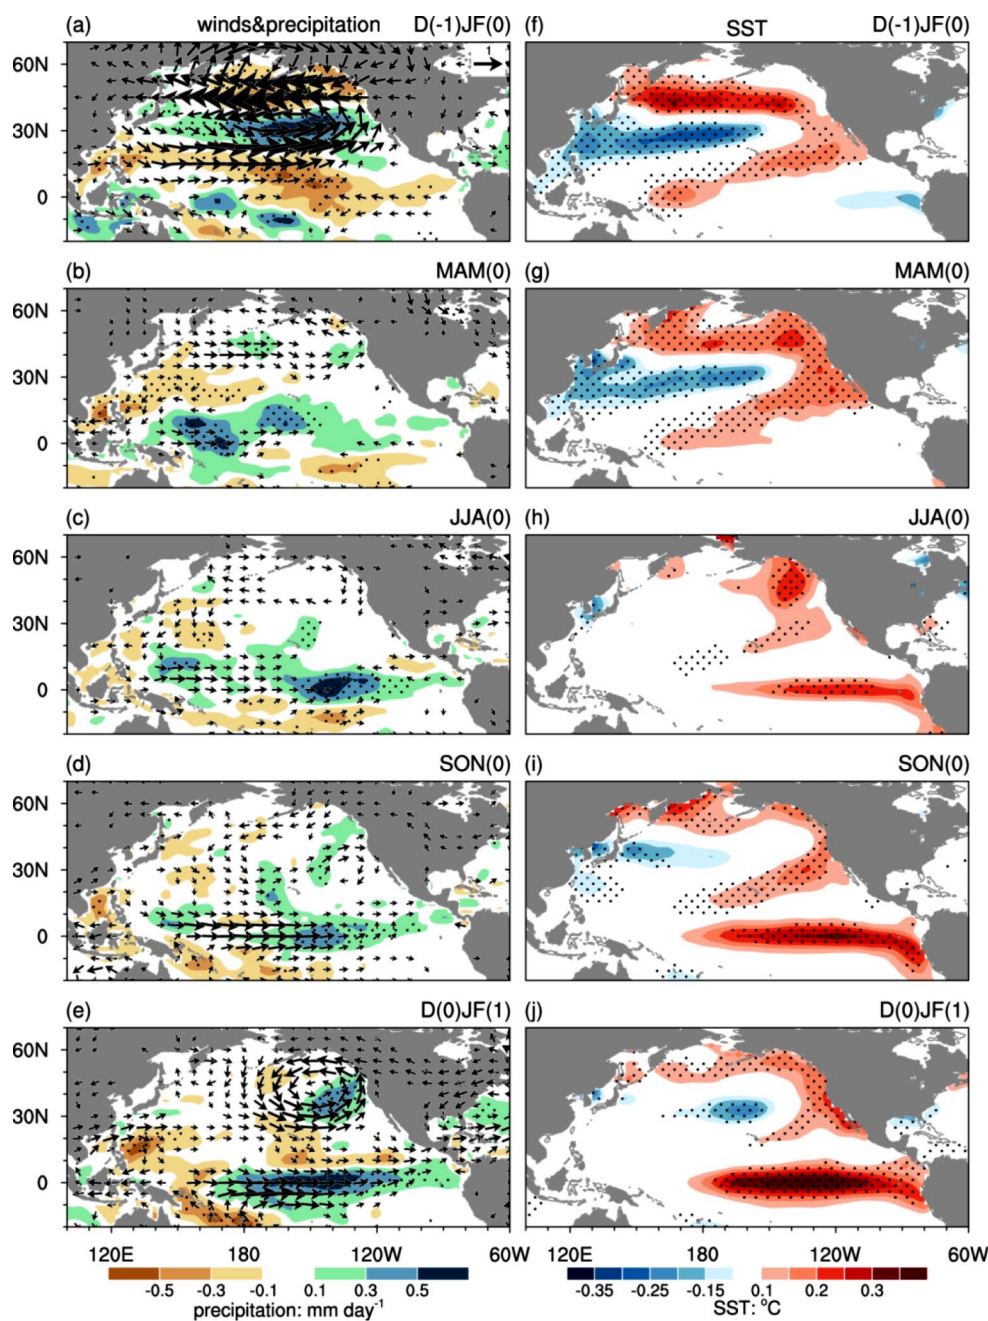 (a) winds&precipitation D(-1)JF(0)
(f) SST D(-1)JF(0)
1
60N
30N
0
(b) MAM(0)
(g) MAM(0)
60N
30N
0
(c) JJA(0)
(h) JJA(0)
60N
30N
0
(d) SON(0)
(i) SON(0)
60N
30N
0
(e) D(0)JF(1)
(j) D(0)JF(1)
60N
30N
0
120E 180 120W 60W
120E 180 120W 60W
-0.5 -0.3 -0.1 0.1 0.3 0.5
precipitation: mm day-1
-0.35 -0.25 -0.15 0.1 0.2 0.3
SST: °C